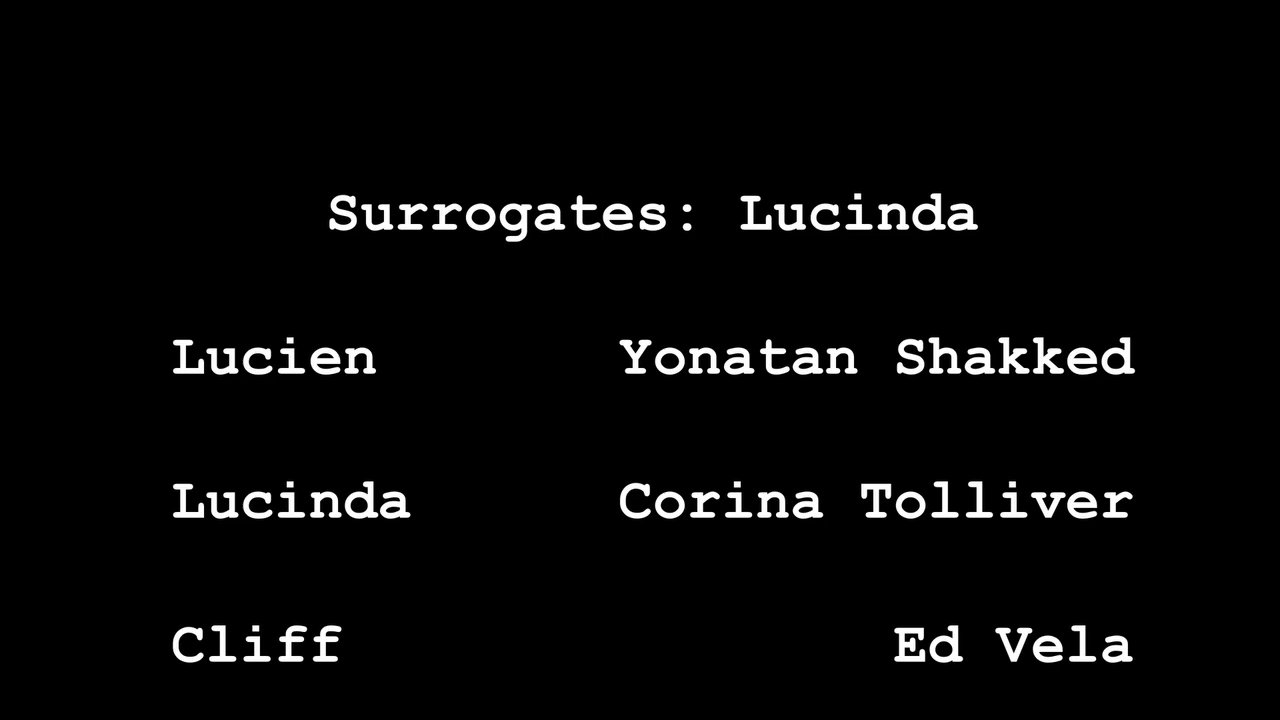 Surrogates: Lucinda
Lucien Yonatan Shakked
Lucinda Corina Tolliver
Cliff Ed Vela